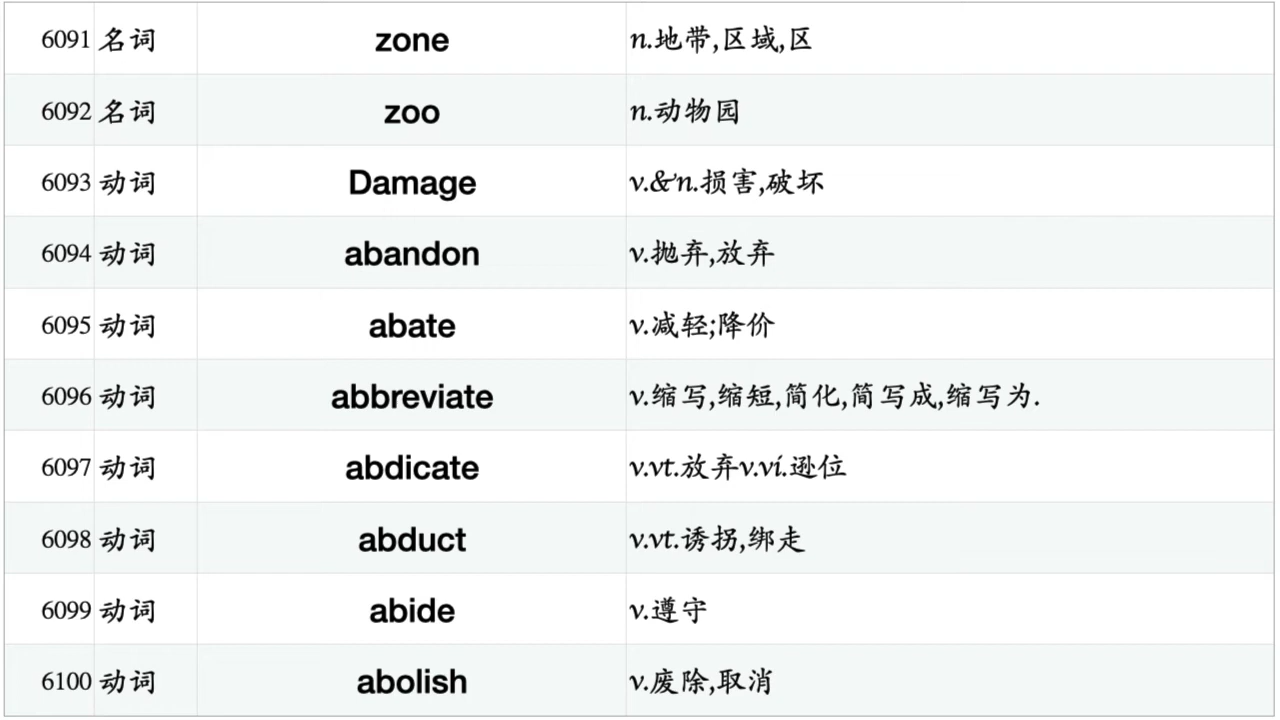 6091 名词 zone n.地带,区域,区
6092 名词 zoo n.动物园
6093 动词 Damage v.&n.损害,破坏
6094 动词 abandon v.抛弃,放弃
6095 动词 abate v.减轻;降价
6096 动词 abbreviate v.缩写,缩短,简化,简写成,缩写为.
6097 动词 abdicate v.vt.放弃v.vi.逊位
6098 动词 abduct v.vt.诱拐,绑走
6099 动词 abide v.遵守
6100 动词 abolish v.废除,取消